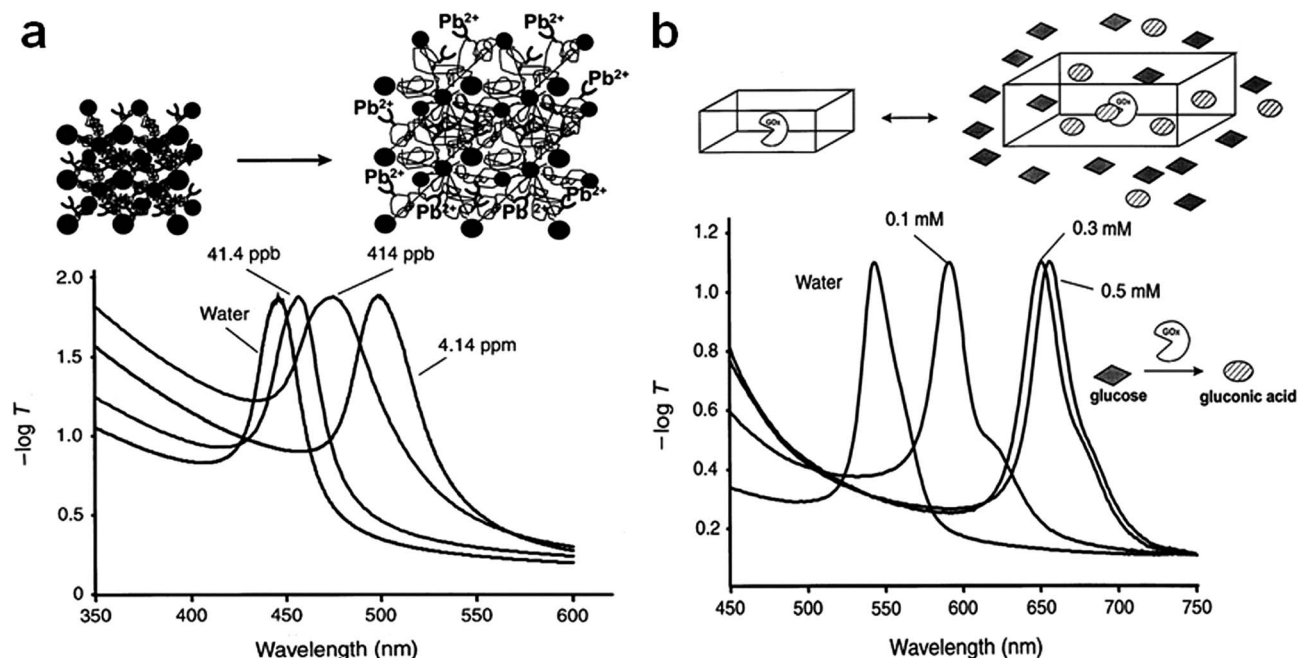 a
Pb2+
Pb2+
Pb2+
Pb2+
Pb2+
Pb2+
Pb2+
Pb2+
Pb2+
41.4 ppb
414 ppb
Water
4.14 ppm
2.0
1.5
1.0
0.5
0
−log T
350
400
450
500
550
600
Wavelength (nm)
b
GOx
GOx
0.1 mM
0.3 mM
Water
0.5 mM
GOx
glucose
gluconic acid
1.2
1.0
0.8
0.6
0.4
0.2
−log T
450
500
550
600
650
700
750
Wavelength (nm)